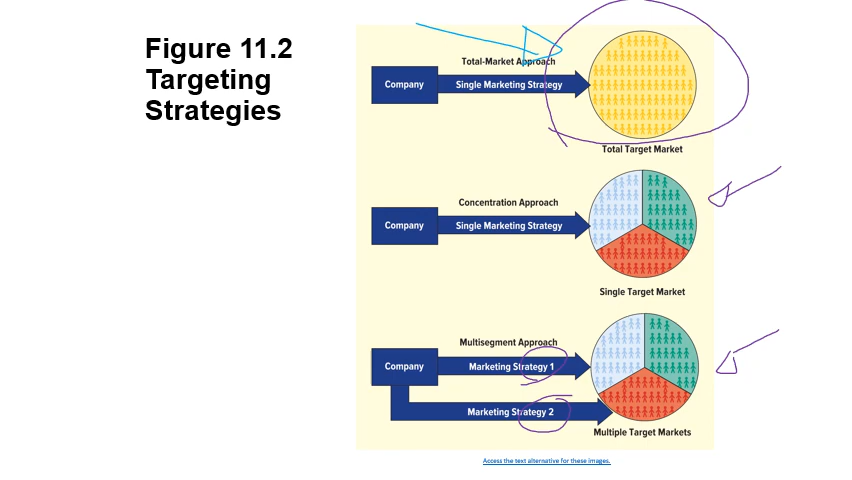 Figure 11.2
Targeting
Strategies
Total-Market Approach
Company
Single Marketing Strategy
Total Target Market
Concentration Approach
Company
Single Marketing Strategy
Single Target Market
Multisegment Approach
Company
Marketing Strategy 1
Marketing Strategy 2
Multiple Target Markets
Access the text alternative for these images.